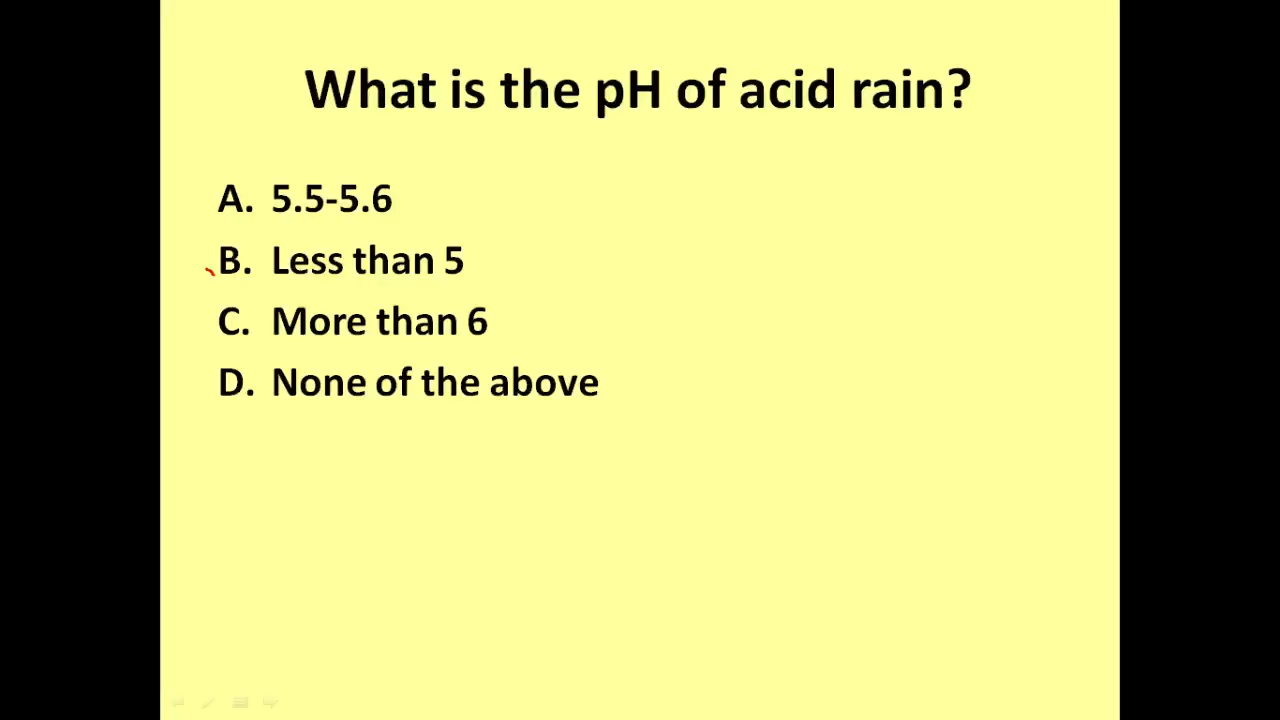 What is the pH of acid rain?
A. 5.5-5.6
B. Less than 5
C. More than 6
D. None of the above